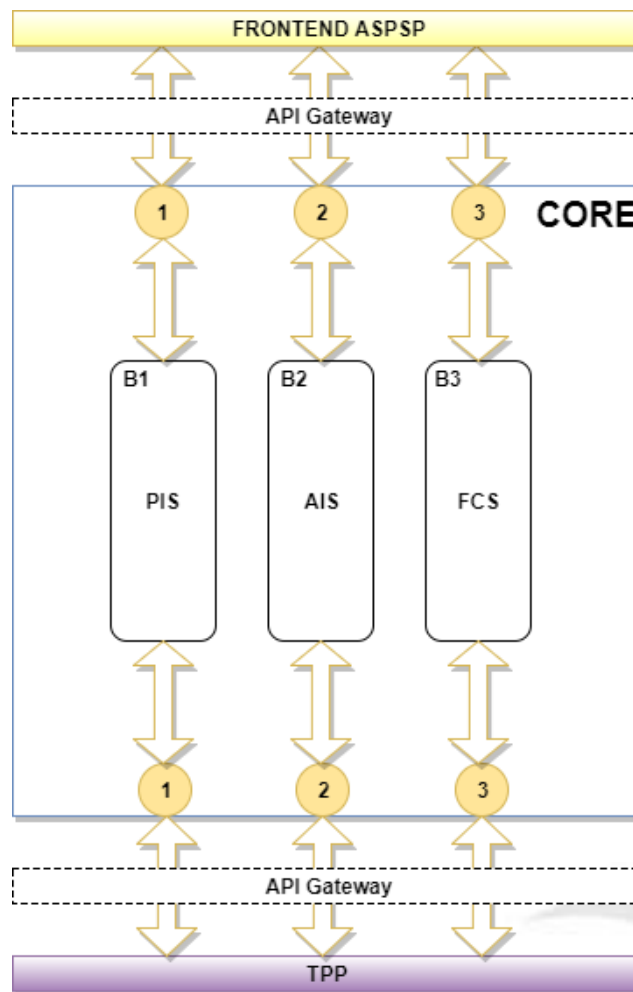 FRONTEND ASPSP
API Gateway
1 2 3 CORE
B1 B2 B3
PIS AIS FCS
1 2 3
API Gateway
TPP